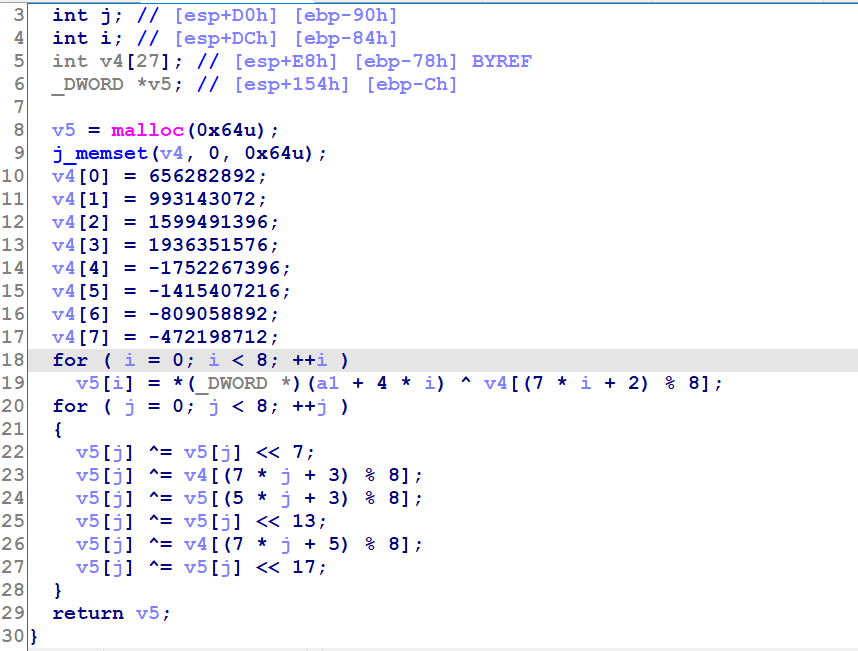 3 int j; // [esp+D0h] [ebp-90h]
4 int i; // [esp+DCh] [ebp-84h]
5 int v4[27]; // [esp+E8h] [ebp-78h] BYREF
6 _DWORD *v5; // [esp+154h] [ebp-Ch]
7
8 v5 = malloc(0x64u);
9 j_memset(v4, 0, 0x64u);
10 v4[0] = 656282892;
11 v4[1] = 993143072;
12 v4[2] = 1599491396;
13 v4[3] = 1936351576;
14 v4[4] = -1752267396;
15 v4[5] = -1415407216;
16 v4[6] = -809058892;
17 v4[7] = -472198712;
18 for ( i = 0; i < 8; ++i )
19 v5[i] = *(_DWORD *)(a1 + 4 * i) ^ v4[(7 * i + 2) % 8];
20 for ( j = 0; j < 8; ++j )
21 {
22 v5[j] ^= v5[j] << 7;
23 v5[j] ^= v4[(7 * j + 3) % 8];
24 v5[j] ^= v5[(5 * j + 3) % 8];
25 v5[j] ^= v5[j] << 13;
26 v5[j] ^= v4[(7 * j + 5) % 8];
27 v5[j] ^= v5[j] << 17;
28 }
29 return v5;
30 }